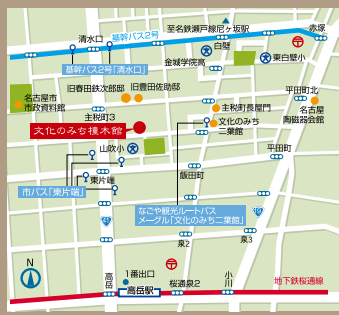 至名鉄瀬戸線尼ヶ坂駅
赤塚
清水口
基幹バス2号
白壁
金城学院高
東白壁小
基幹バス2号「清水口」
旧春田鉄次郎邸
旧豊田佐助邸
平田町北
名古屋市
市政資料館
主税町3
主税町長屋門
文化のみち
二葉館
名古屋
陶磁器会館
文化のみち橦木館
山吹小
平田町
飯田町
東片端
市バス「東片端」
なごや観光ルートバス
メーグル「文化のみち二葉館」
41
19
泉2
泉3
N
高岳
1番出口
高岳駅
桜通泉2
小川
地下鉄桜通線